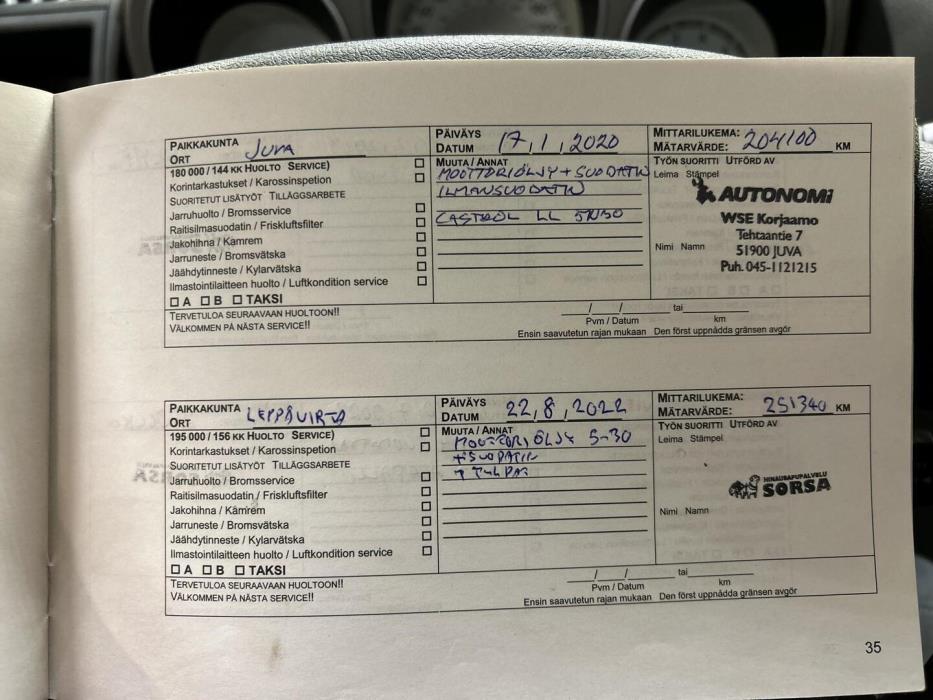 PAIKKAKUNTA JUVA
ORT
PÄIVÄYS
DATUM 17, 1, 2020
MITTARILUKEMA:
MÄTARVÄRDE: 204100 KM
180 000 / 144 KK HUOLTO SERVICE)
Korintarkastukset / Karossinspetion
SUORITETUT LISÄTYÖT TILLÄGGSARBETE
Jarruhuolto / Bromsservice
Raitisilmasuodatin / Friskluftsfilter
Jakohihna / Kamrem
Jarruneste / Bromsvätska
Jäähdytinneste / Kylarvätska
Ilmastointilaitteen huolto / Luftkondition service
A B TAKSI
MUUTA / ANNAT
MOOTTORIÖLJY + SUODATIN
ILMANSUODATIN
CASTROL LL 5W30
TYÖN SUORITTI UTFÖRD AV
Leima Stämpel
AUTONOMi
WSE Korjaamo
Tehtaantie 7
51900 JUVA
Puh. 045-1121215
Nimi Namn
TERVETULOA SEURAAVAAN HUOLTOON!!
VÄLKOMMEN PÅ NÄSTA SERVICE!!
/ / tai
Pvm / Datum km
Ensin saavutetun rajan mukaan Den först uppnådda gränsen avgör
PAIKKAKUNTA LEPPÄVIRTA
ORT
PÄIVÄYS
DATUM 22, 8, 2022
MITTARILUKEMA:
MÄTARVÄRDE: 251340 KM
195 000 / 156 KK HUOLTO SERVICE)
Korintarkastukset / Karossinspetion
SUORITETUT LISÄTYÖT TILLÄGGSARBETE
Jarruhuolto / Bromsservice
Raitisilmasuodatin / Friskluftsfilter
Jakohihna / Kamrem
Jarruneste / Bromsvätska
Jäähdytinneste / Kylarvätska
Ilmastointilaitteen huolto / Luftkondition service
A B TAKSI
MUUTA / ANNAT
MOOTTORIÖLJY 5-30
+ SUODATIN
+ TULPAT
TYÖN SUORITTI UTFÖRD AV
Leima Stämpel
HINAUSAPUPALVELU
SORSA
Nimi Namn
TERVETULOA SEURAAVAAN HUOLTOON!!
VÄLKOMMEN PÅ NÄSTA SERVICE!!
/ / tai
Pvm / Datum km
Ensin saavutetun rajan mukaan Den först uppnådda gränsen avgör
35